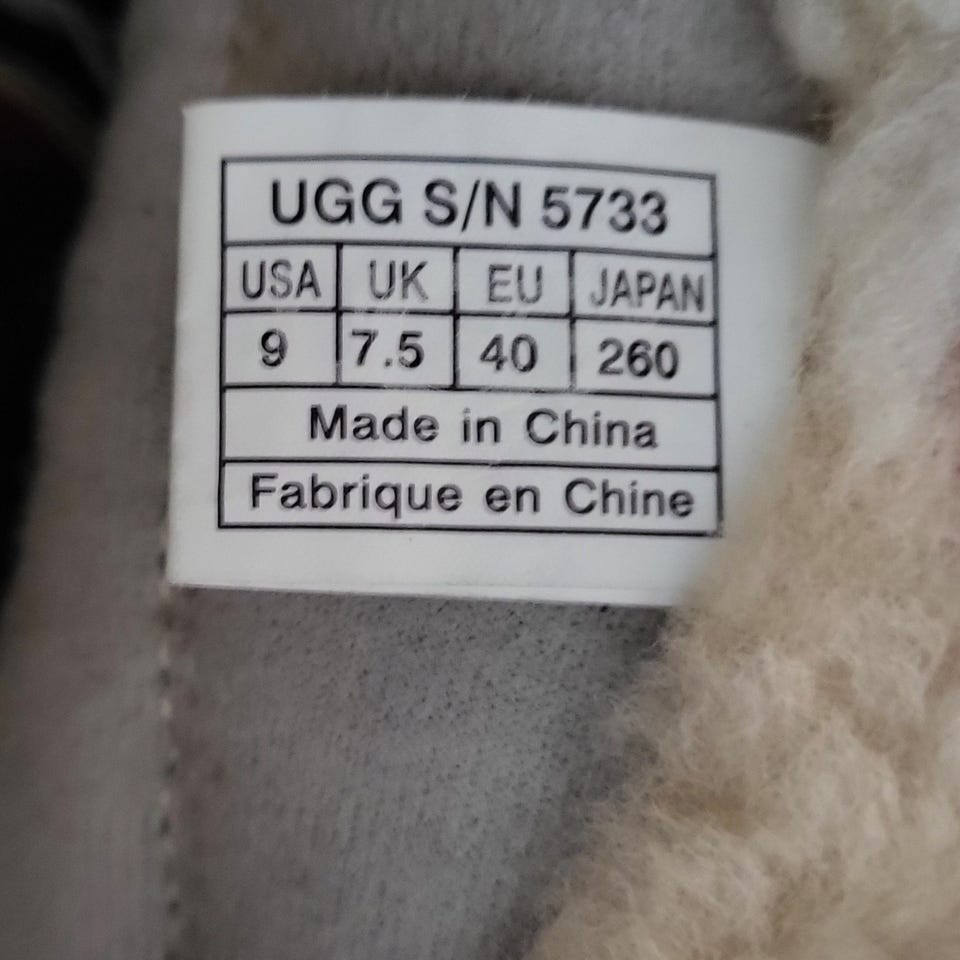 UGG S/N 5733
USA UK EU JAPAN
9 7.5 40 260
Made in China
Fabrique en Chine